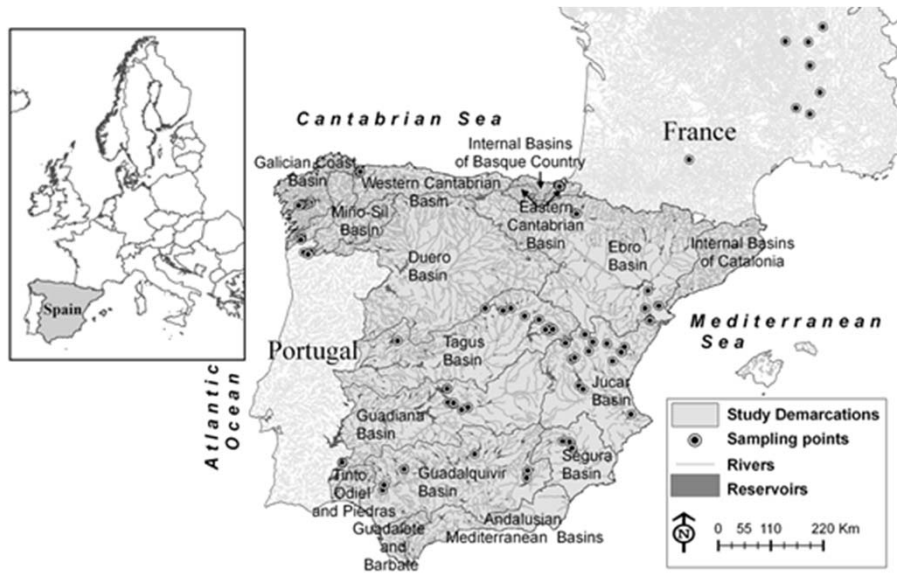 Cantabrian Sea
France
Internal Basins
of Basque Country
Galician Coast
Basin
Western Cantabrian
Basin
Miño-Sil
Basin
Eastern
Cantabrian
Basin
Ebro
Basin
Internal Basins
of Catalonia
Duero
Basin
Spain
Mediterranean
Sea
Portugal
Tagus
Basin
Atlantic
Ocean
Jucar
Basin
Guadiana
Basin
Segura
Basin
Tinto,
Odiel
and Piedras
Guadalquivir
Basin
Guadalete
and
Barbate
Andalusian
Mediterranean Basins
Study Demarcations
Sampling points
Rivers
Reservoirs
N
0 55 110 220 Km